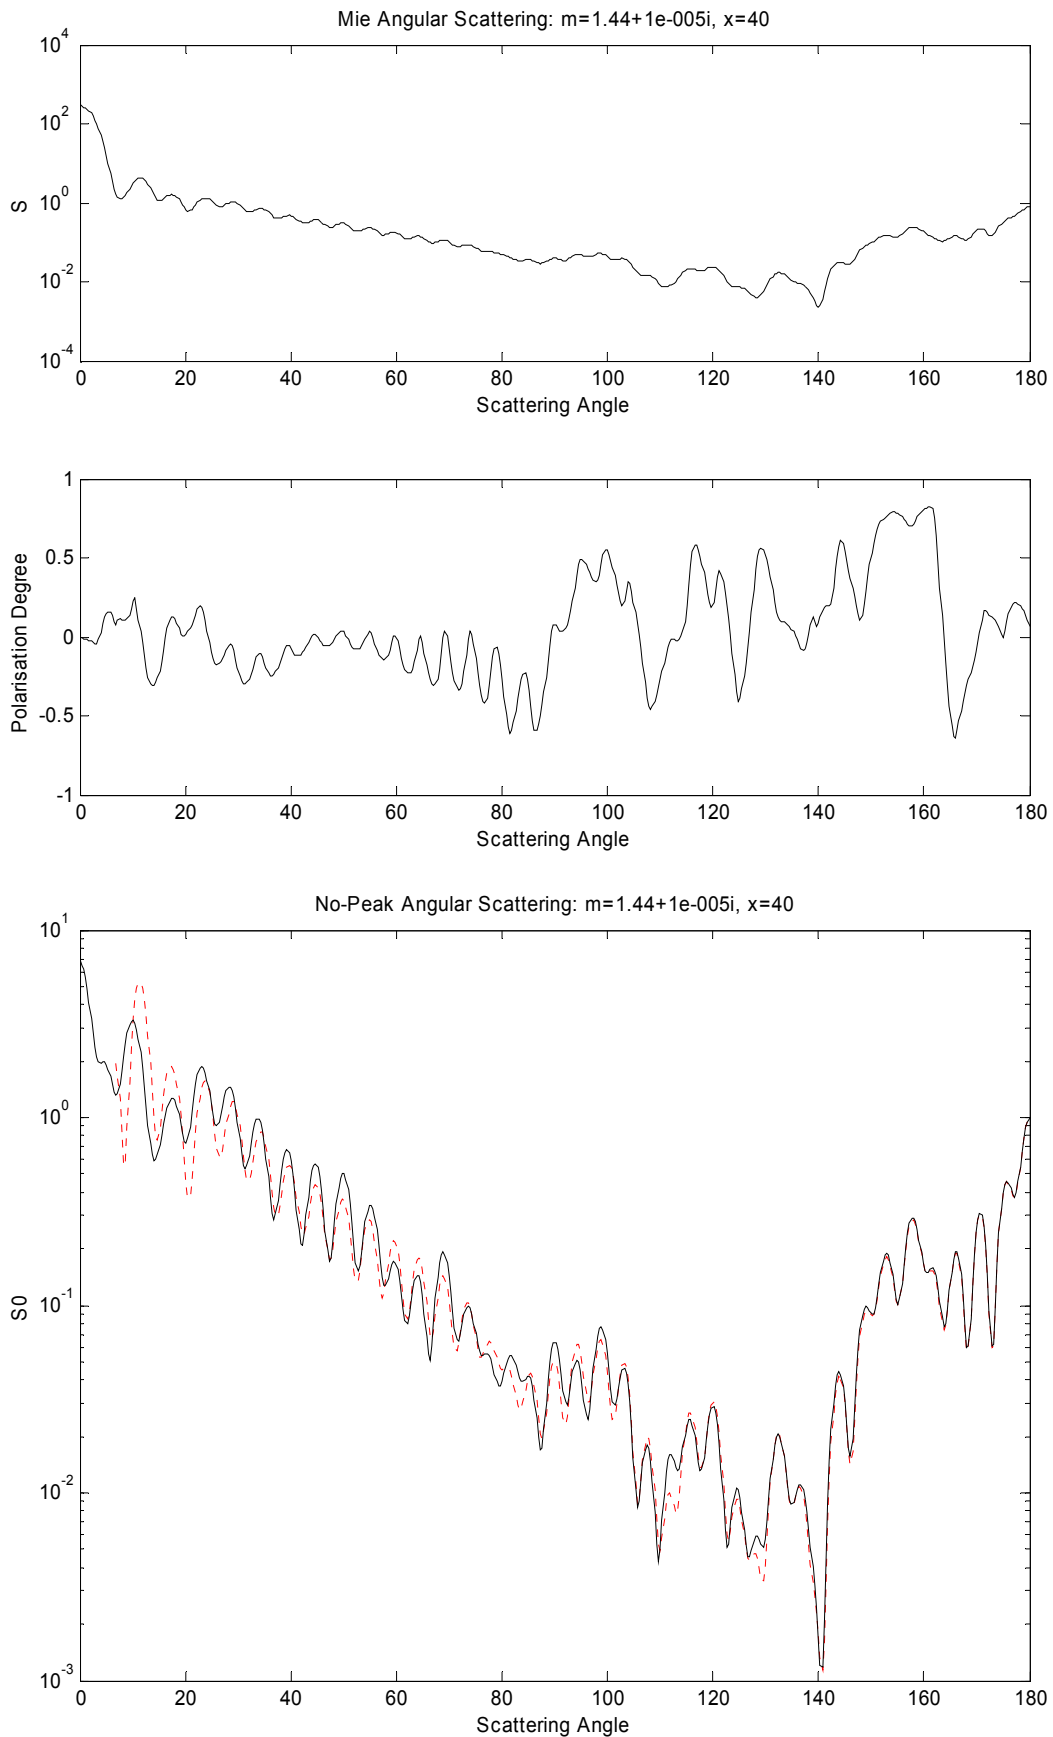 Mie Angular Scattering: m=1.44+1e-005i, x=40
10^4
10^2
10^0
10^-2
10^-4
S
0 20 40 60 80 100 120 140 160 180
Scattering Angle
1
0.5
0
-0.5
-1
Polarisation Degree
0 20 40 60 80 100 120 140 160 180
Scattering Angle
No-Peak Angular Scattering: m=1.44+1e-005i, x=40
10^1
10^0
10^-1
10^-2
10^-3
S0
0 20 40 60 80 100 120 140 160 180
Scattering Angle